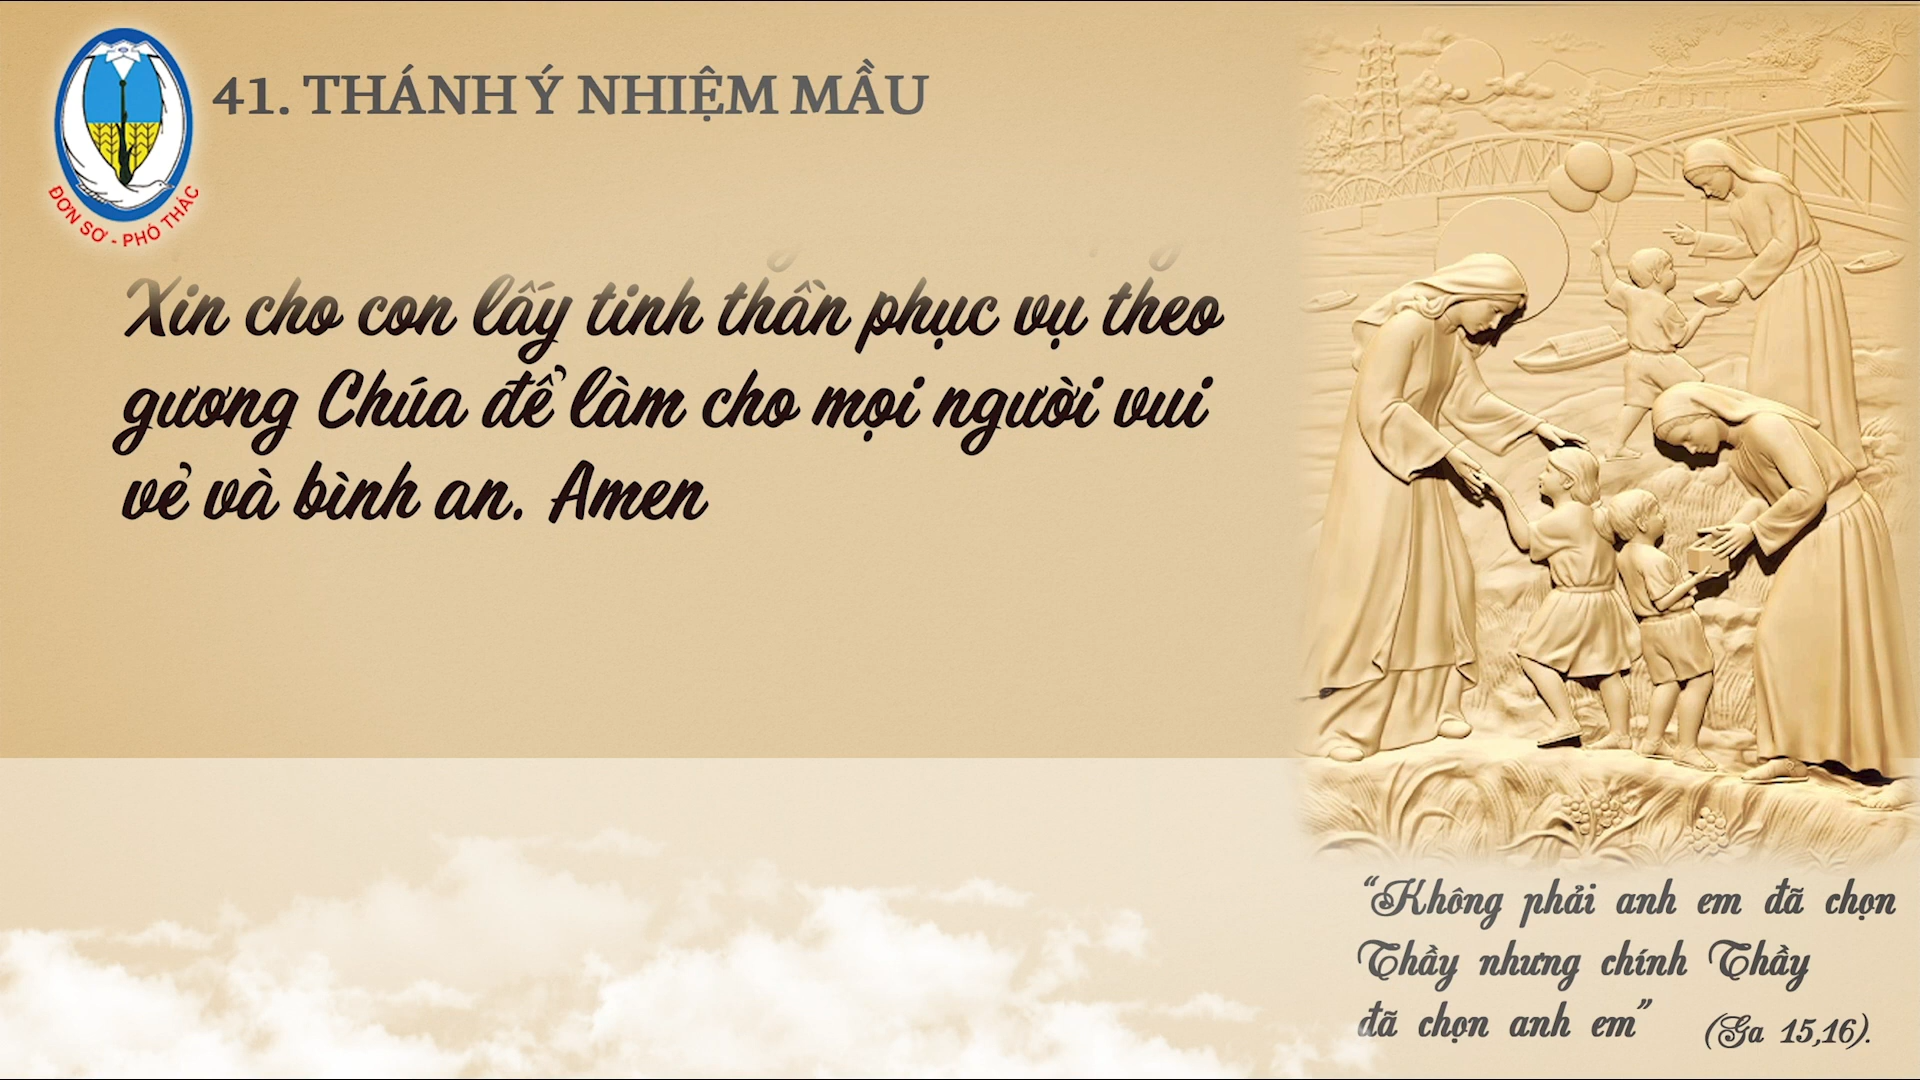 41. THÁNH Ý NHIỆM MẦU
ĐƠN SƠ - PHÓ THÁC
Xin cho con lấy tinh thần phục vụ theo
gương Chúa để làm cho mọi người vui
vẻ và bình an. Amen
“Không phải anh em đã chọn
Thầy nhưng chính Thầy
đã chọn anh em” (Ga 15,16).